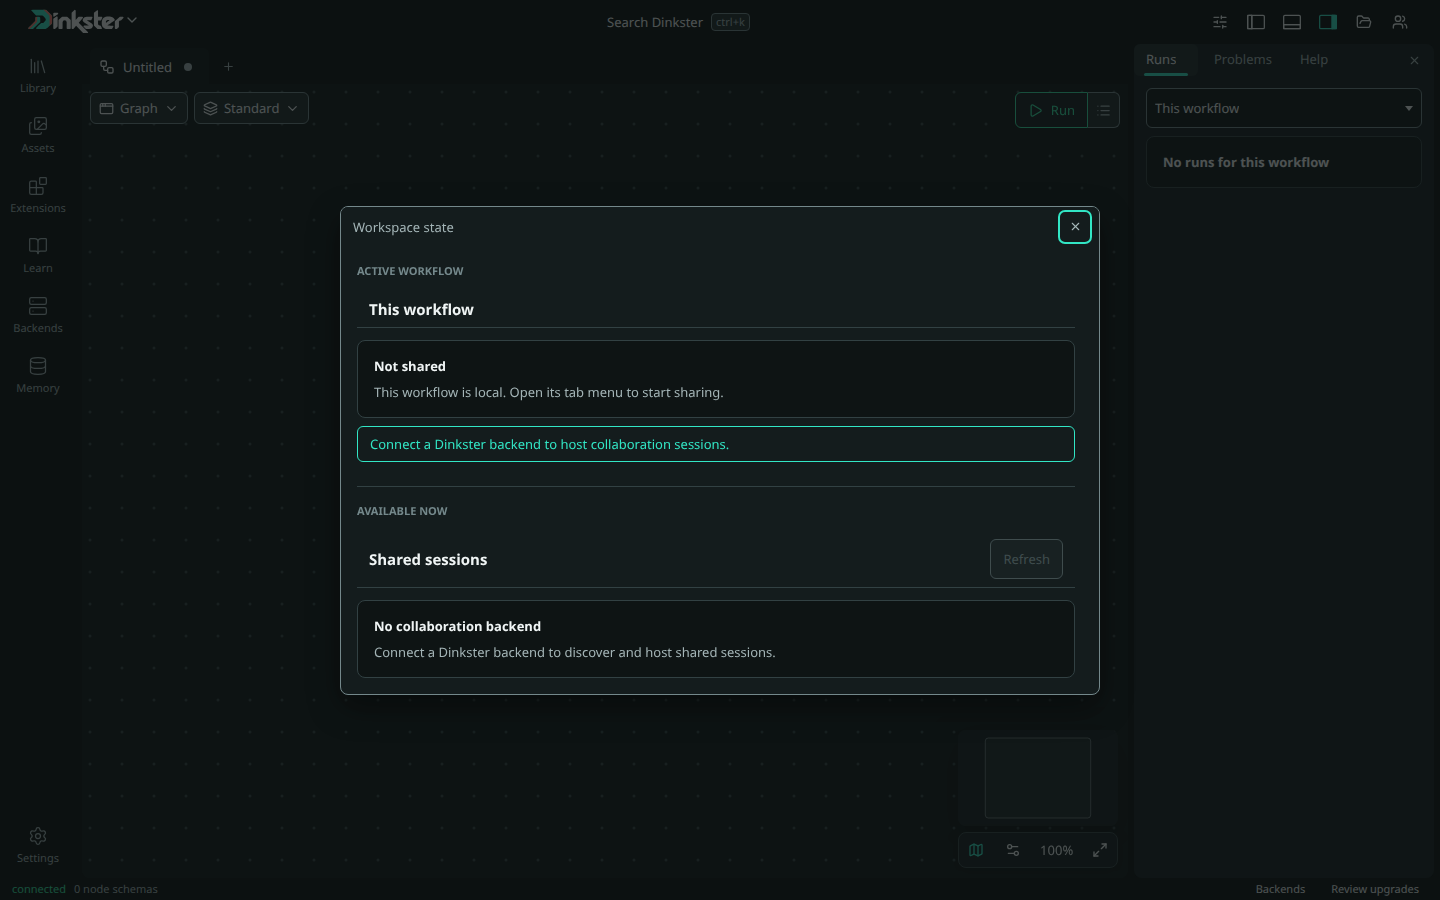 Dinkster
Search Dinkster ctrl+k
Library
Assets
Extensions
Learn
Backends
Memory
Settings
Untitled
Graph
Standard
Run
Runs
Problems
Help
This workflow
No runs for this workflow
Workspace state
ACTIVE WORKFLOW
This workflow
Not shared
This workflow is local. Open its tab menu to start sharing.
Connect a Dinkster backend to host collaboration sessions.
AVAILABLE NOW
Shared sessions
Refresh
No collaboration backend
Connect a Dinkster backend to discover and host shared sessions.
100%
connected 0 node schemas
Backends
Review upgrades